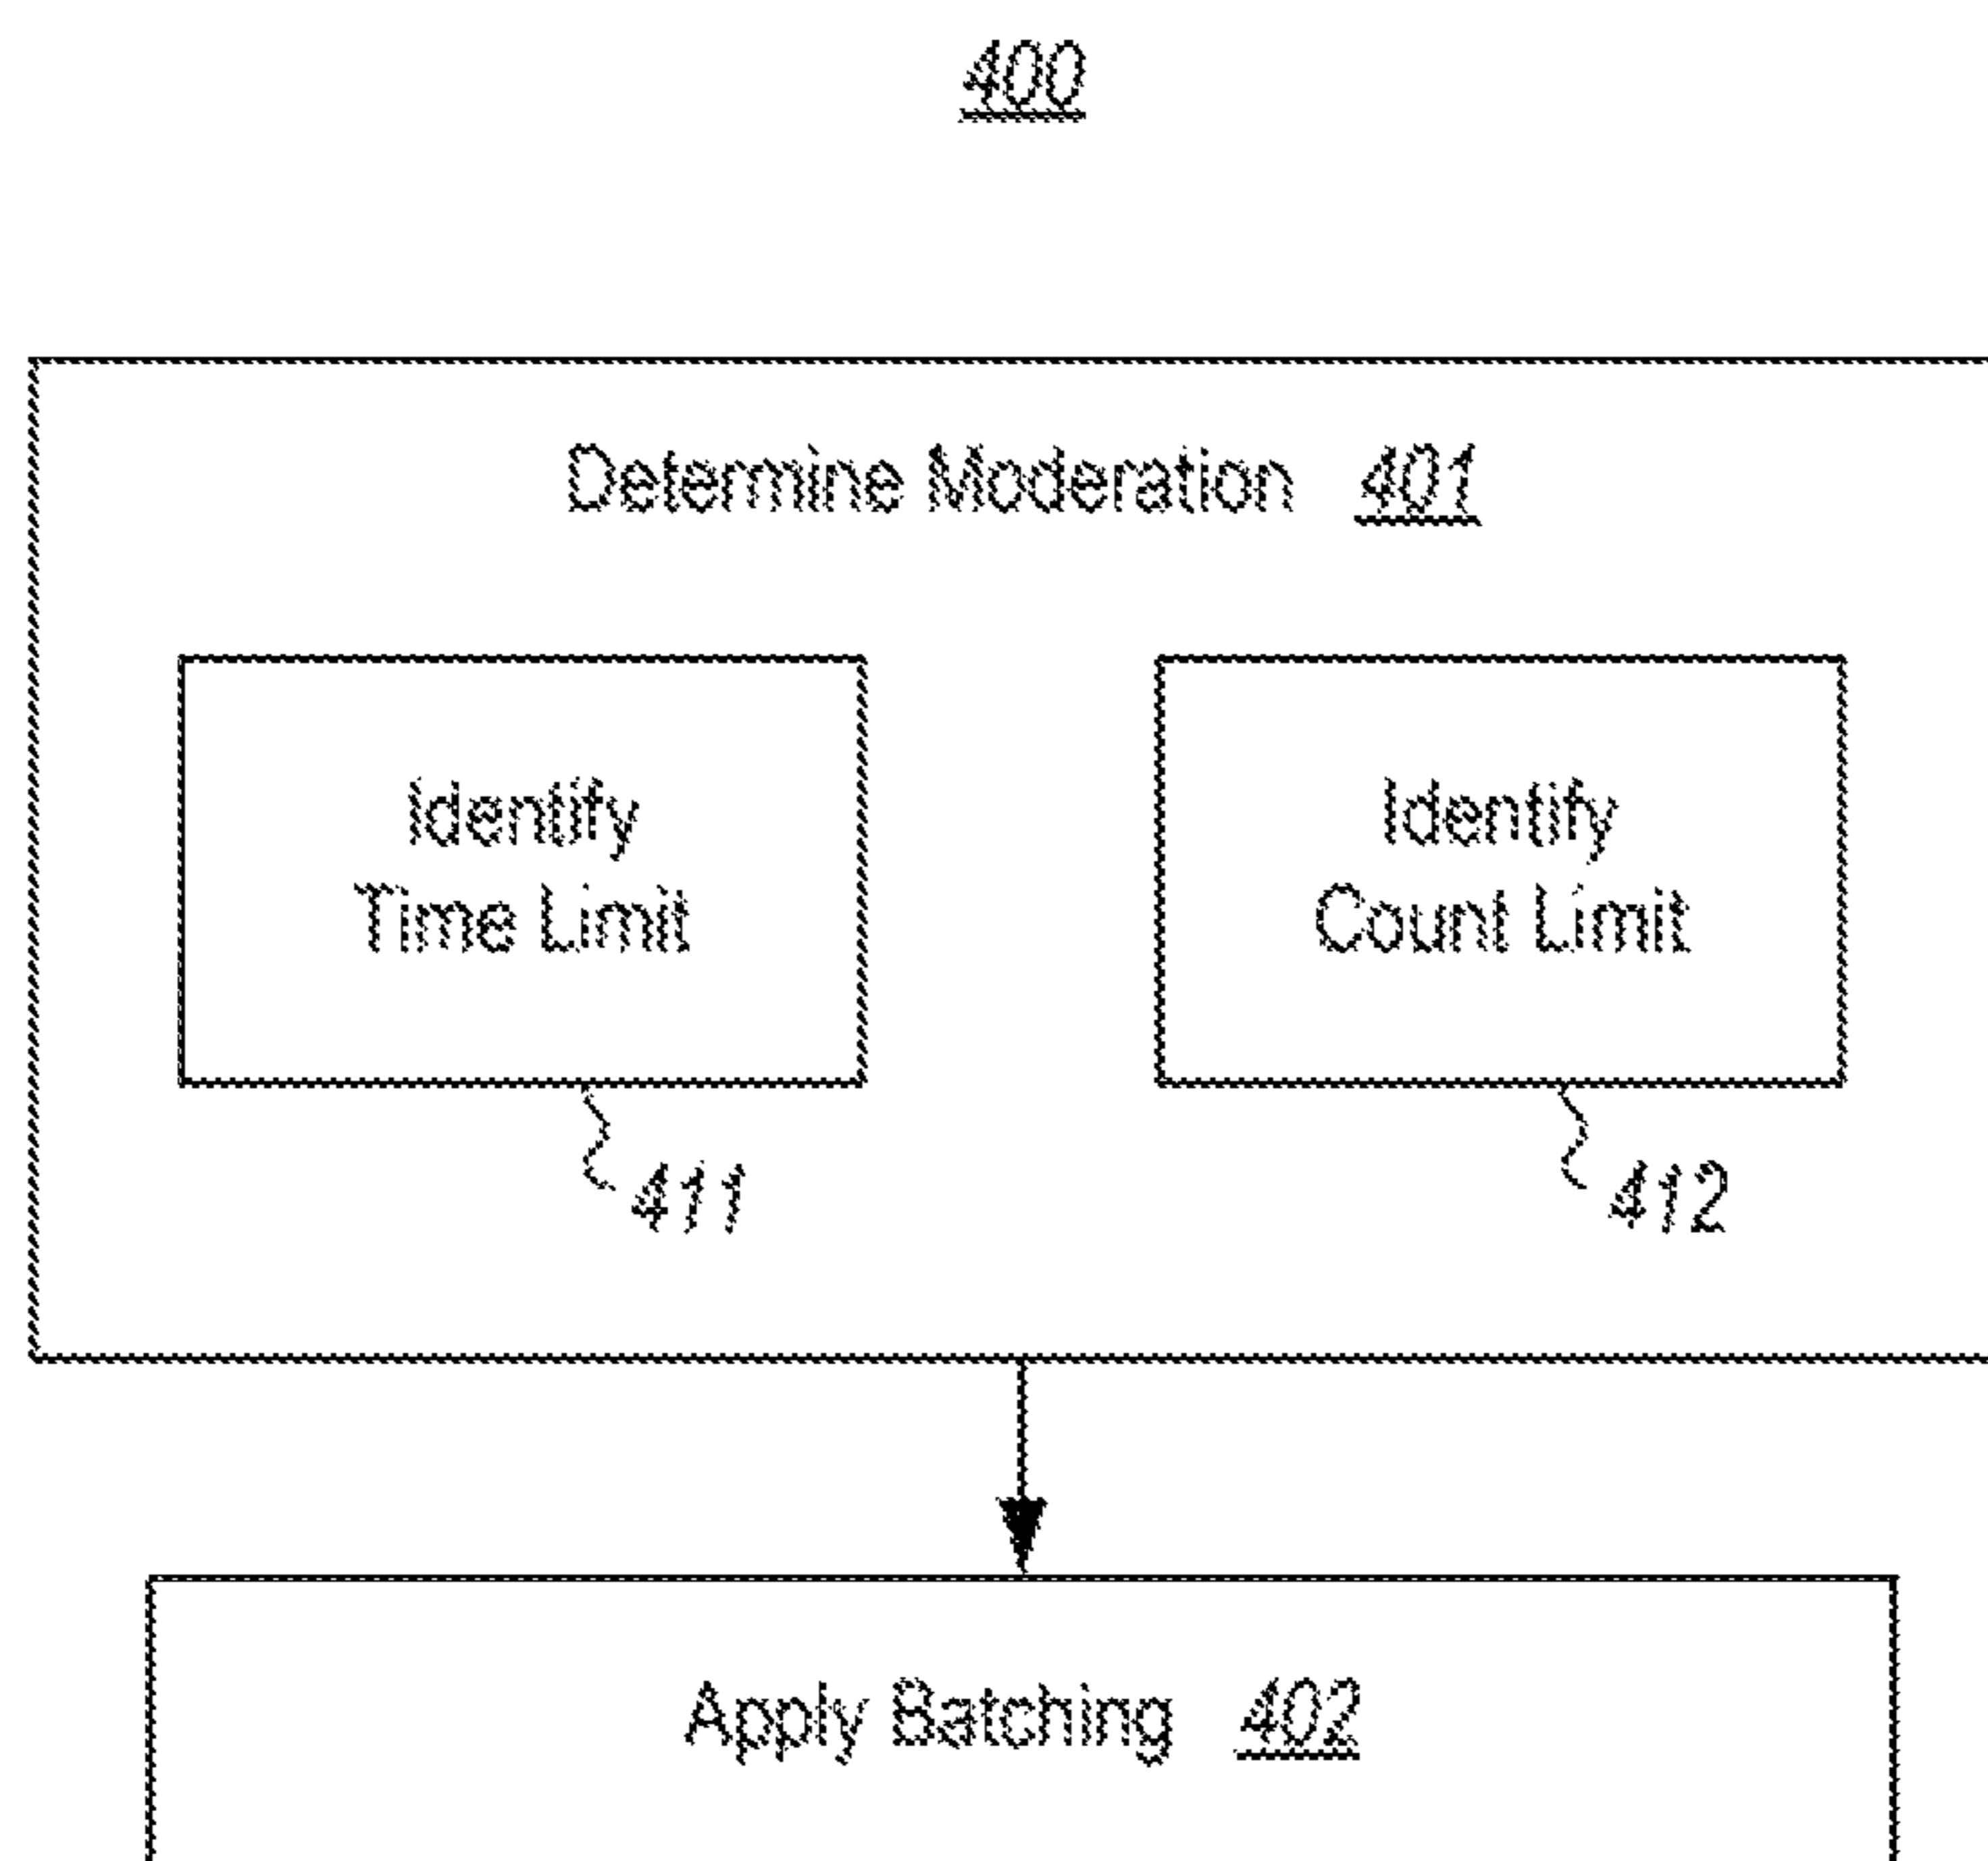 400
Determine Moderation 401
Identify
Time Limit
Identify
Count Limit
411
412
Apply Batching 402